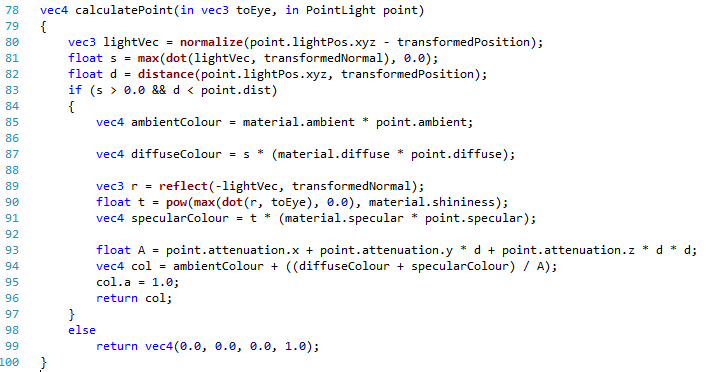 78 vec4 calculatePoint(in vec3 toEye, in PointLight point)
79 {
80     vec3 lightVec = normalize(point.lightPos.xyz - transformedPosition);
81     float s = max(dot(lightVec, transformedNormal), 0.0);
82     float d = distance(point.lightPos.xyz, transformedPosition);
83     if (s > 0.0 && d < point.dist)
84     {
85         vec4 ambientColour = material.ambient * point.ambient;
86
87         vec4 diffuseColour = s * (material.diffuse * point.diffuse);
88
89         vec3 r = reflect(-lightVec, transformedNormal);
90         float t = pow(max(dot(r, toEye), 0.0), material.shininess);
91         vec4 specularColour = t * (material.specular * point.specular);
92
93         float A = point.attenuation.x + point.attenuation.y * d + point.attenuation.z * d * d;
94         vec4 col = ambientColour + ((diffuseColour + specularColour) / A);
95         col.a = 1.0;
96         return col;
97     }
98     else
99         return vec4(0.0, 0.0, 0.0, 1.0);
100 }